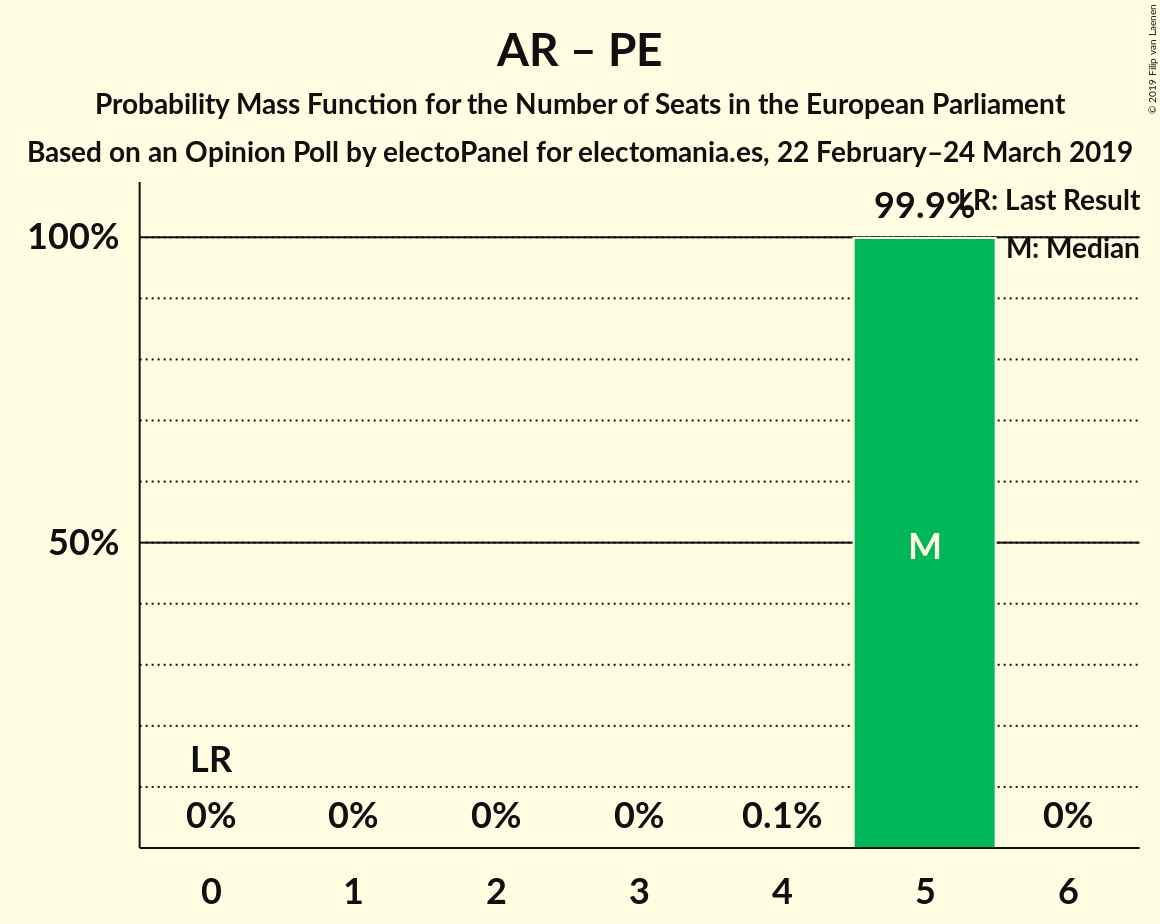 AR – PE
Probability Mass Function for the Number of Seats in the European Parliament
Based on an Opinion Poll by electoPanel for electomania.es, 22 February–24 March 2019
© 2019 Filip van Laenen
99.9%
LR: Last Result
M: Median
100%
50%
M
LR
0% 0% 0% 0% 0.1% 0%
0 1 2 3 4 5 6